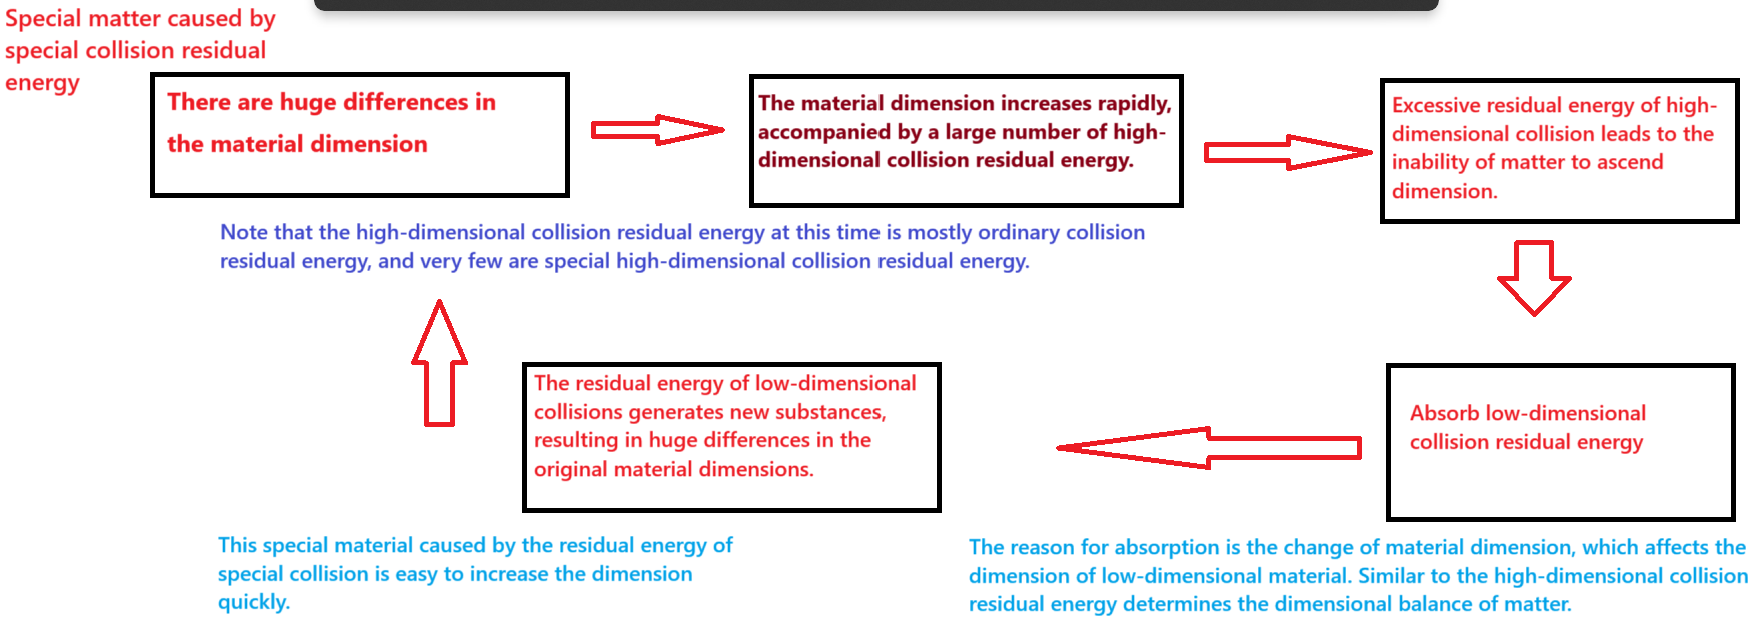 Special matter caused by
special collision residual
energy
There are huge differences in
the material dimension
The material dimension increases rapidly,
accompanied by a large number of high-
dimensional collision residual energy.
Excessive residual energy of high-
dimensional collision leads to the
inability of matter to ascend
dimension.
Note that the high-dimensional collision residual energy at this time is mostly ordinary collision
residual energy, and very few are special high-dimensional collision residual energy.
Absorb low-dimensional
collision residual energy
The residual energy of low-dimensional
collisions generates new substances,
resulting in huge differences in the
original material dimensions.
This special material caused by the residual energy of
special collision is easy to increase the dimension
quickly.
The reason for absorption is the change of material dimension, which affects the
dimension of low-dimensional material. Similar to the high-dimensional collision
residual energy determines the dimensional balance of matter.